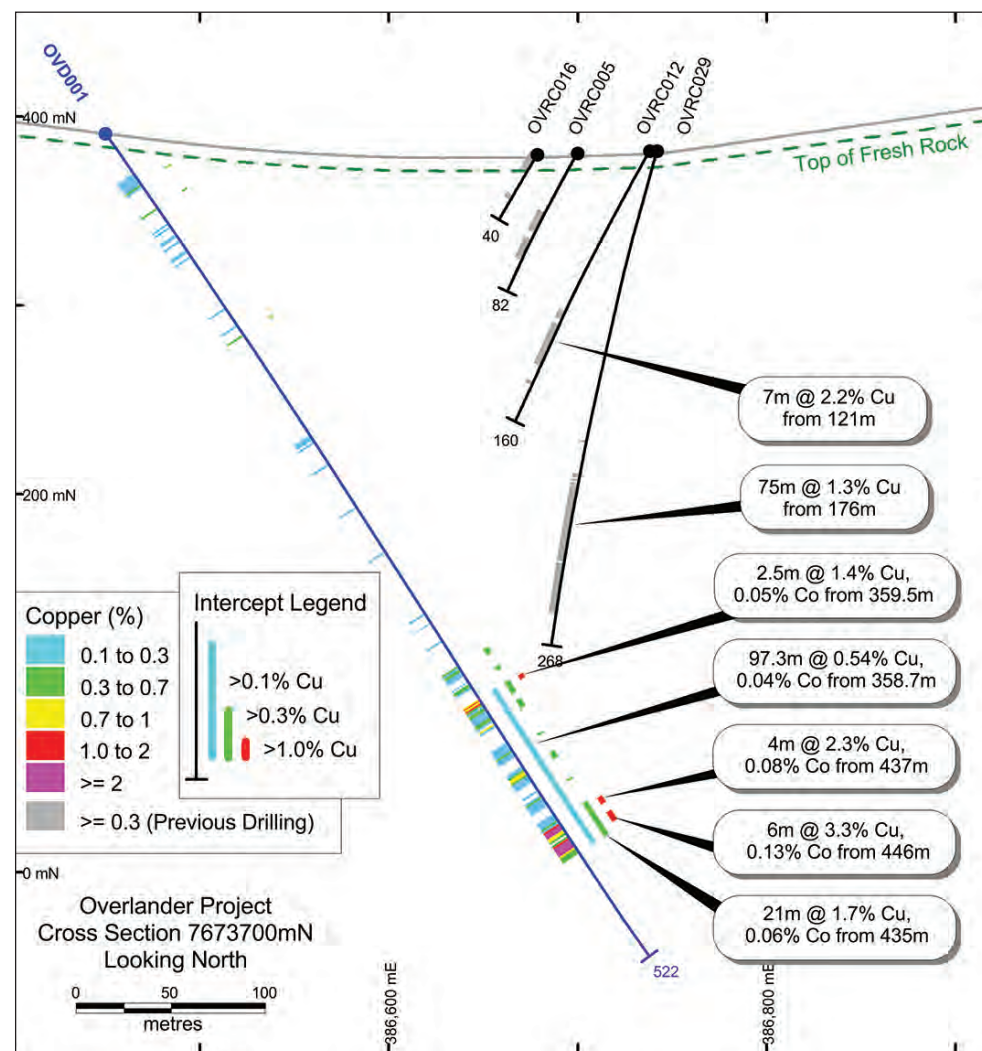 OVD001
OVRC016
OVRC005
OVRC012
OVRC029
400 mN
Top of Fresh Rock
40
82
7m @ 2.2% Cu
from 121m
160
200 mN
75m @ 1.3% Cu
from 176m
2.5m @ 1.4% Cu,
0.05% Co from 359.5m
Copper (%)
0.1 to 0.3
0.3 to 0.7
0.7 to 1
1.0 to 2
>= 2
>= 0.3 (Previous Drilling)
Intercept Legend
>0.1% Cu
>0.3% Cu
>1.0% Cu
268
97.3m @ 0.54% Cu,
0.04% Co from 358.7m
4m @ 2.3% Cu,
0.08% Co from 437m
6m @ 3.3% Cu,
0.13% Co from 446m
0 mN
21m @ 1.7% Cu,
0.06% Co from 435m
Overlander Project
Cross Section 7673700mN
Looking North
0 50 100
metres
522
386,600 mE
386,800 mE